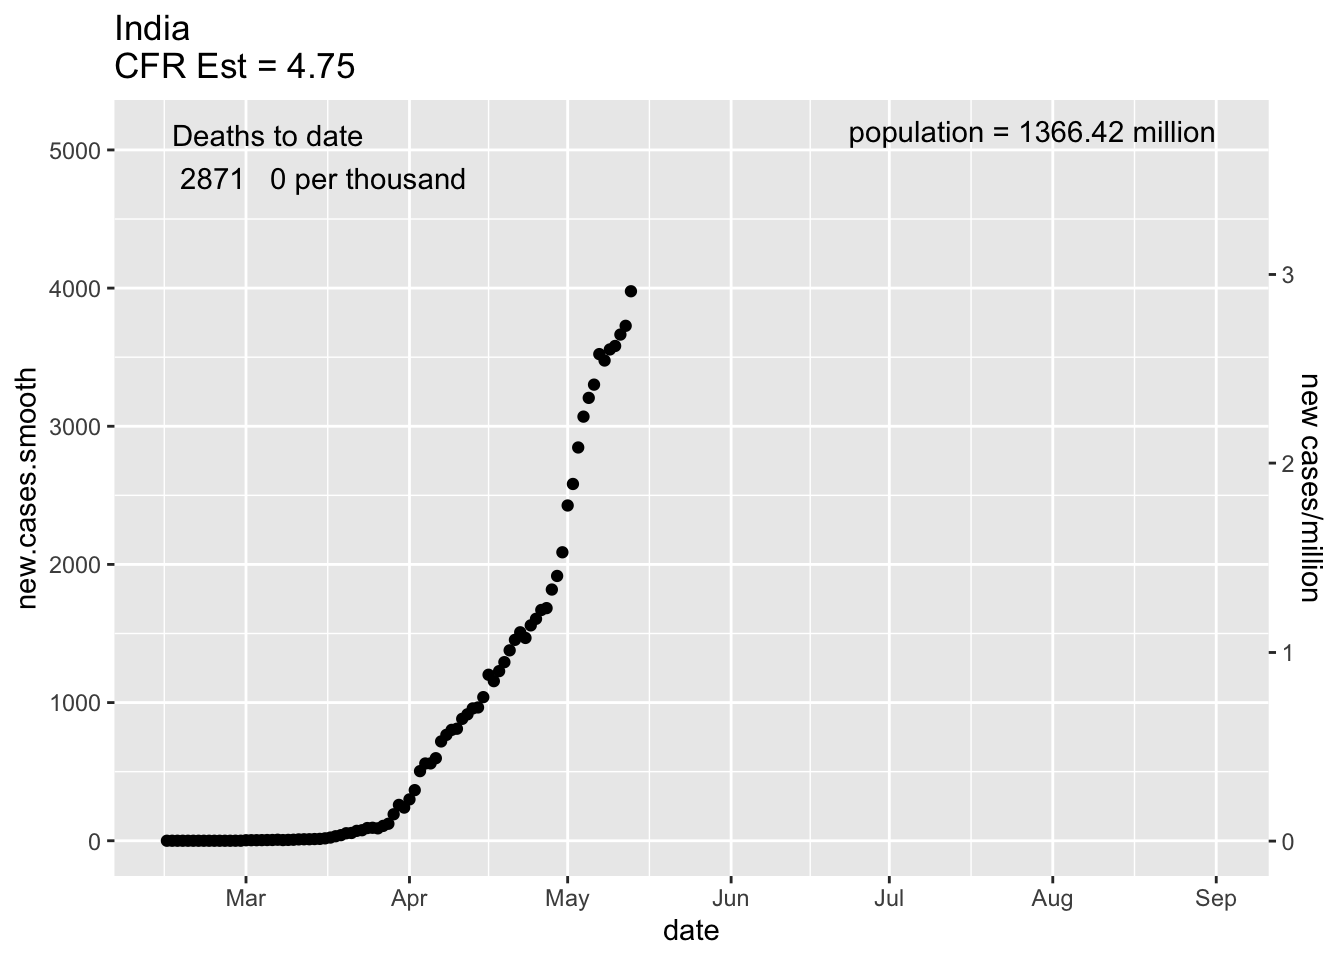 India
CFR Est = 4.75
Deaths to date
2871 0 per thousand
population = 1366.42 million
new.cases.smooth
5000
4000
3000
2000
1000
0
new cases/million
3
2
1
0
Mar Apr May Jun Jul Aug Sep
date